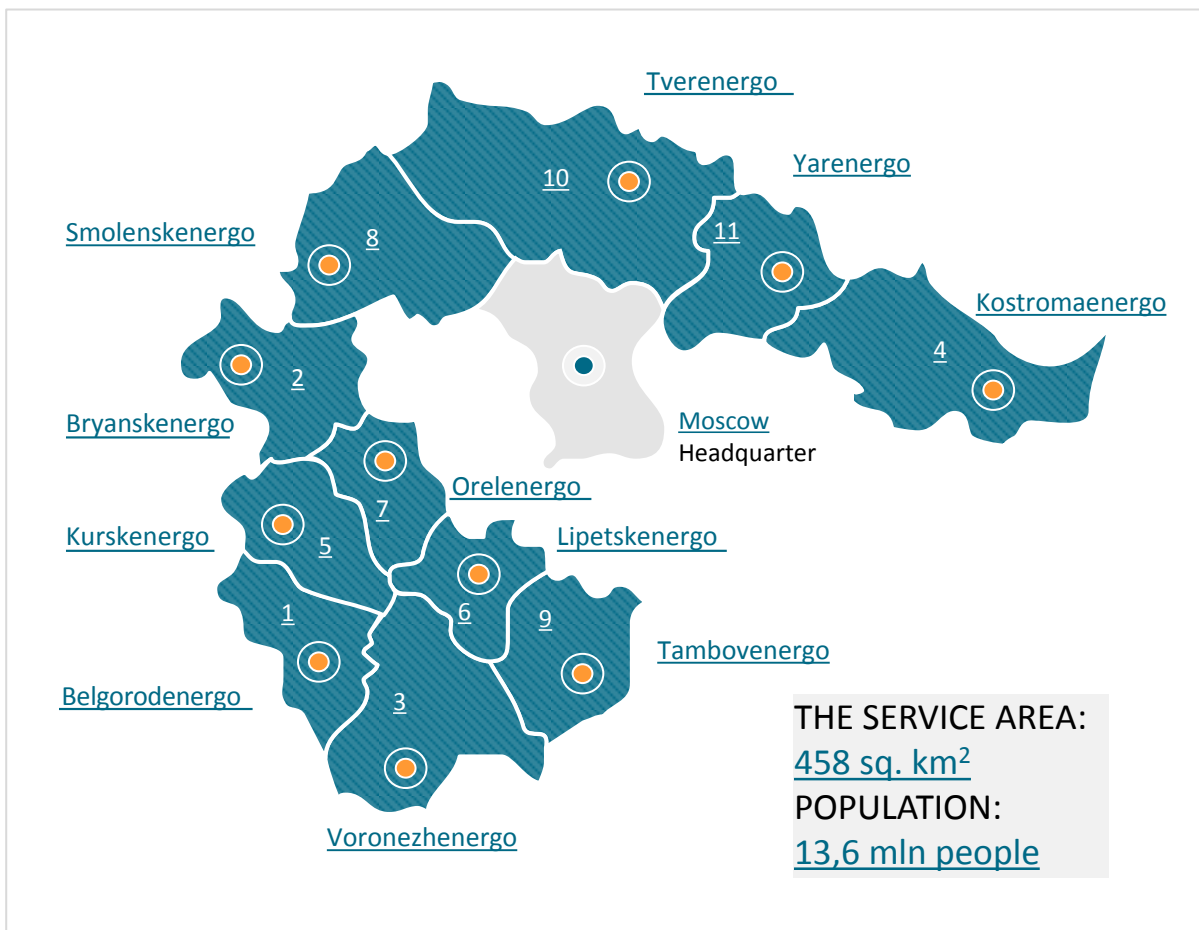 Tverenergo
Yarenergo
10
Smolenskenergo
8
11
Kostromaenergo
4
2
Bryanskenergo
Moscow
Headquarter
Orelenergo
7
Kurskenergo
5
Lipetskenergo
1
6
9
Tambovenergo
Belgorodenergo
3
THE SERVICE AREA:
458 sq. km²
POPULATION:
13,6 mln people
Voronezhenergo